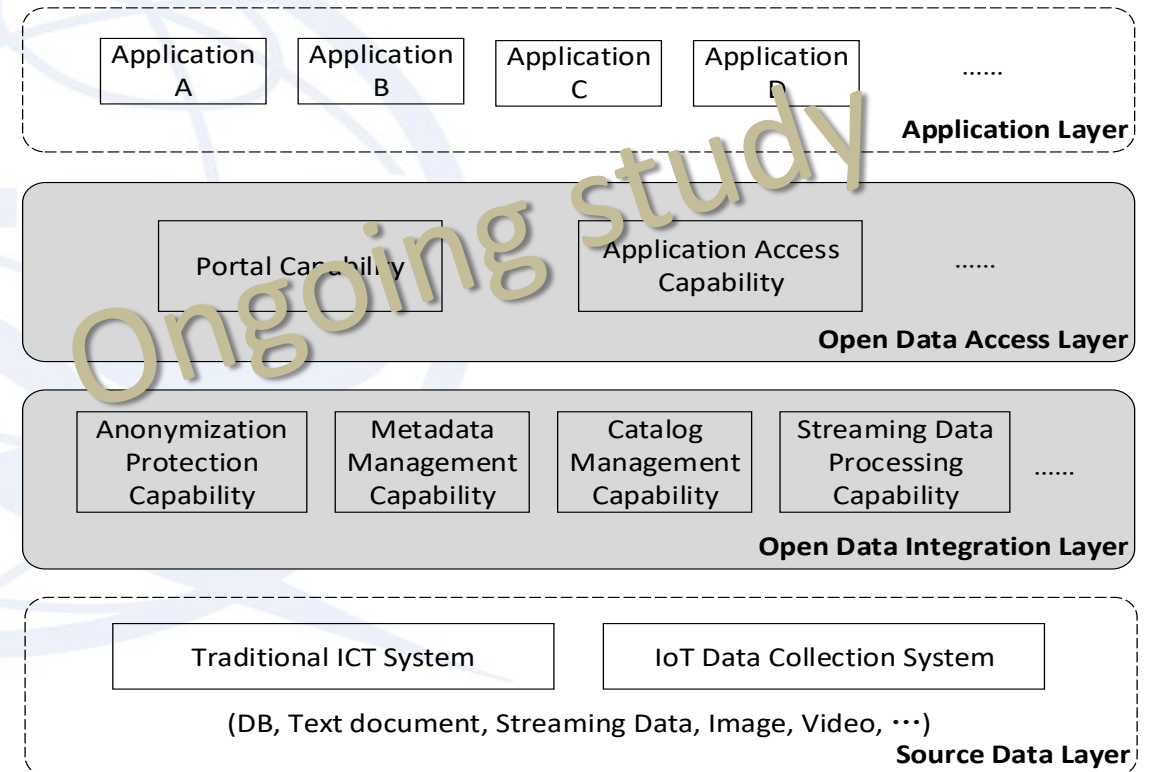 Application
A
Application
B
Application
C
Application
D
......
Application Layer
Ongoing study
Portal Capability
Application Access
Capability
......
Open Data Access Layer
Anonymization
Protection
Capability
Metadata
Management
Capability
Catalog
Management
Capability
Streaming Data
Processing
Capability
......
Open Data Integration Layer
Traditional ICT System
IoT Data Collection System
(DB, Text document, Streaming Data, Image, Video, ···)
Source Data Layer